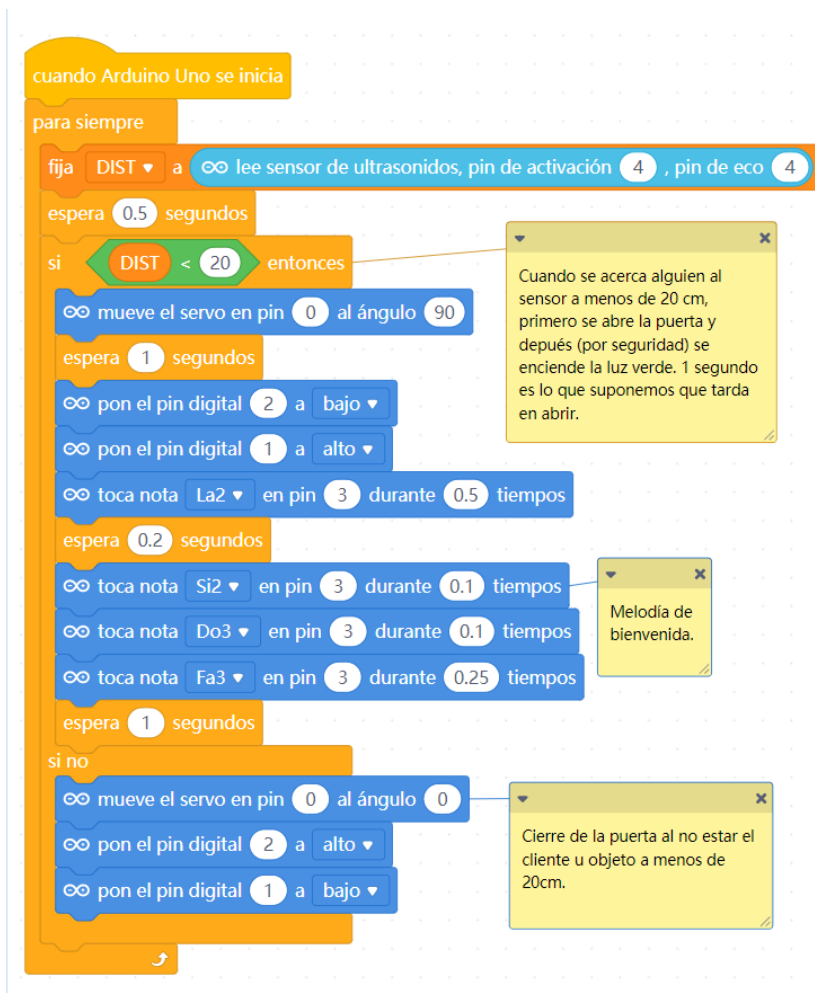 cuando Arduino Uno se inicia
para siempre
fija DIST a lee sensor de ultrasonidos, pin de activación 4 , pin de eco 4
espera 0.5 segundos
si DIST < 20 entonces
Cuando se acerca alguien al
sensor a menos de 20 cm,
primero se abre la puerta y
depués (por seguridad) se
enciende la luz verde. 1 segundo
es lo que suponemos que tarda
en abrir.
mueve el servo en pin 0 al ángulo 90
espera 1 segundos
pon el pin digital 2 a bajo
pon el pin digital 1 a alto
toca nota La2 en pin 3 durante 0.5 tiempos
espera 0.2 segundos
toca nota Si2 en pin 3 durante 0.1 tiempos
Melodía de
bienvenida.
toca nota Do3 en pin 3 durante 0.1 tiempos
toca nota Fa3 en pin 3 durante 0.25 tiempos
espera 1 segundos
si no
mueve el servo en pin 0 al ángulo 0
Cierre de la puerta al no estar el
cliente u objeto a menos de
20cm.
pon el pin digital 2 a alto
pon el pin digital 1 a bajo